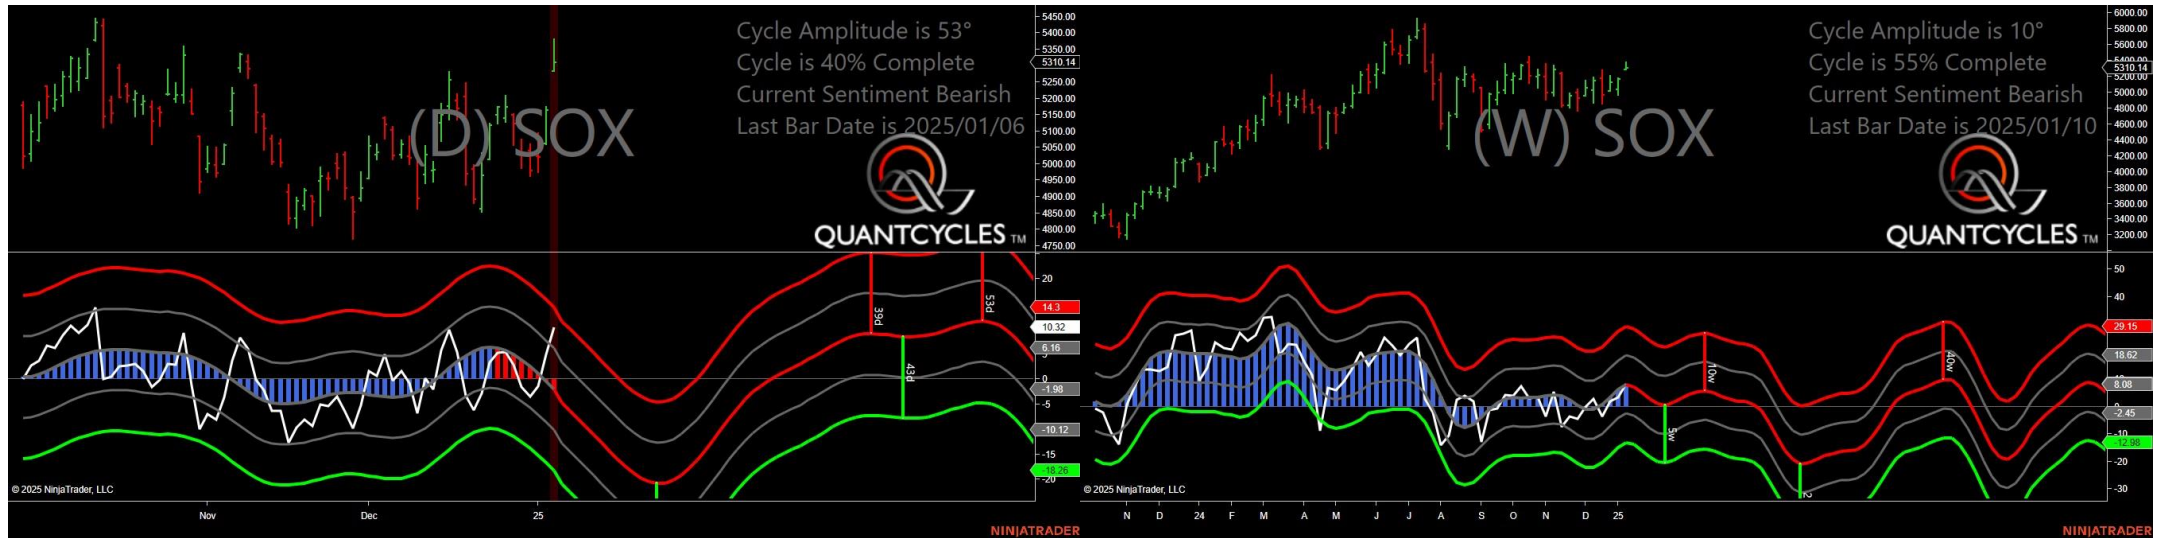 Cycle Amplitude is 53°
Cycle is 40% Complete
Current Sentiment Bearish
Last Bar Date is 2025/01/06
(D) SOX
QUANTCYCLES TM
5450.00
5400.00
5350.00
5310.14
5250.00
5200.00
5150.00
5100.00
5050.00
5000.00
4950.00
4900.00
4850.00
4800.00
4750.00
20
14.3
10.32
6.16
0
-1.98
-5
-10.12
-15
-18.26
-20
39d
43d
53d
© 2025 NinjaTrader, LLC
Nov Dec 25
NINJATRADER
Cycle Amplitude is 10°
Cycle is 55% Complete
Current Sentiment Bearish
Last Bar Date is 2025/01/10
(W) SOX
QUANTCYCLES TM
6000.00
5800.00
5600.00
5400.00
5310.14
5200.00
5000.00
4800.00
4600.00
4400.00
4200.00
4000.00
3800.00
3600.00
3400.00
3200.00
50
40
29.15
18.62
8.08
0
-2.45
-10
-12.98
-20
-30
5w
10w
40w
© 2025 NinjaTrader, LLC
N D 24 F M A M J J A S O N D 25
NINJATRADER